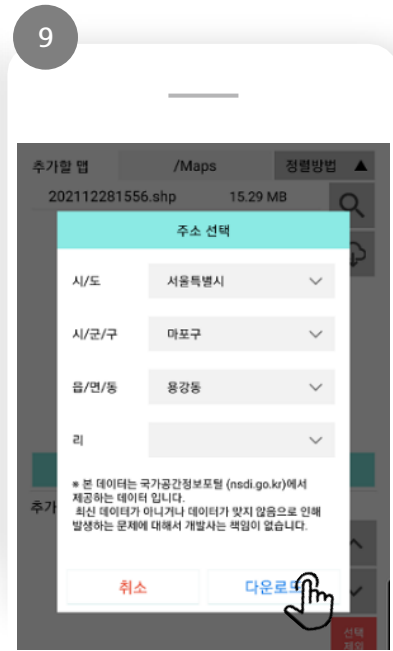 9
추가할 맵 /Maps 정렬방법 ▲
202112281556.shp 15.29 MB
주소 선택
시/도 서울특별시
시/군/구 마포구
읍/면/동 용강동
리
* 본 데이터는 국가공간정보포털 (nsdi.go.kr)에서
제공하는 데이터 입니다.
최신 데이터가 아니거나 데이터가 맞지 않음으로 인해
발생하는 문제에 대해서 개발사는 책임이 없습니다.
추가
취소 다운로드
선택
제외